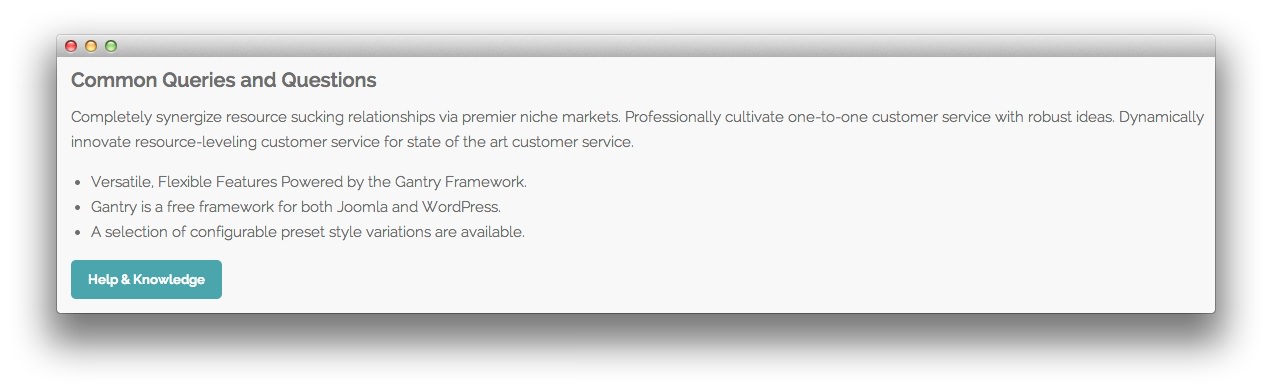 Common Queries and Questions
Completely synergize resource sucking relationships via premier niche markets. Professionally cultivate one-to-one customer service with robust ideas. Dynamically
innovate resource-leveling customer service for state of the art customer service.
• Versatile, Flexible Features Powered by the Gantry Framework.
• Gantry is a free framework for both Joomla and WordPress.
• A selection of configurable preset style variations are available.
Help & Knowledge